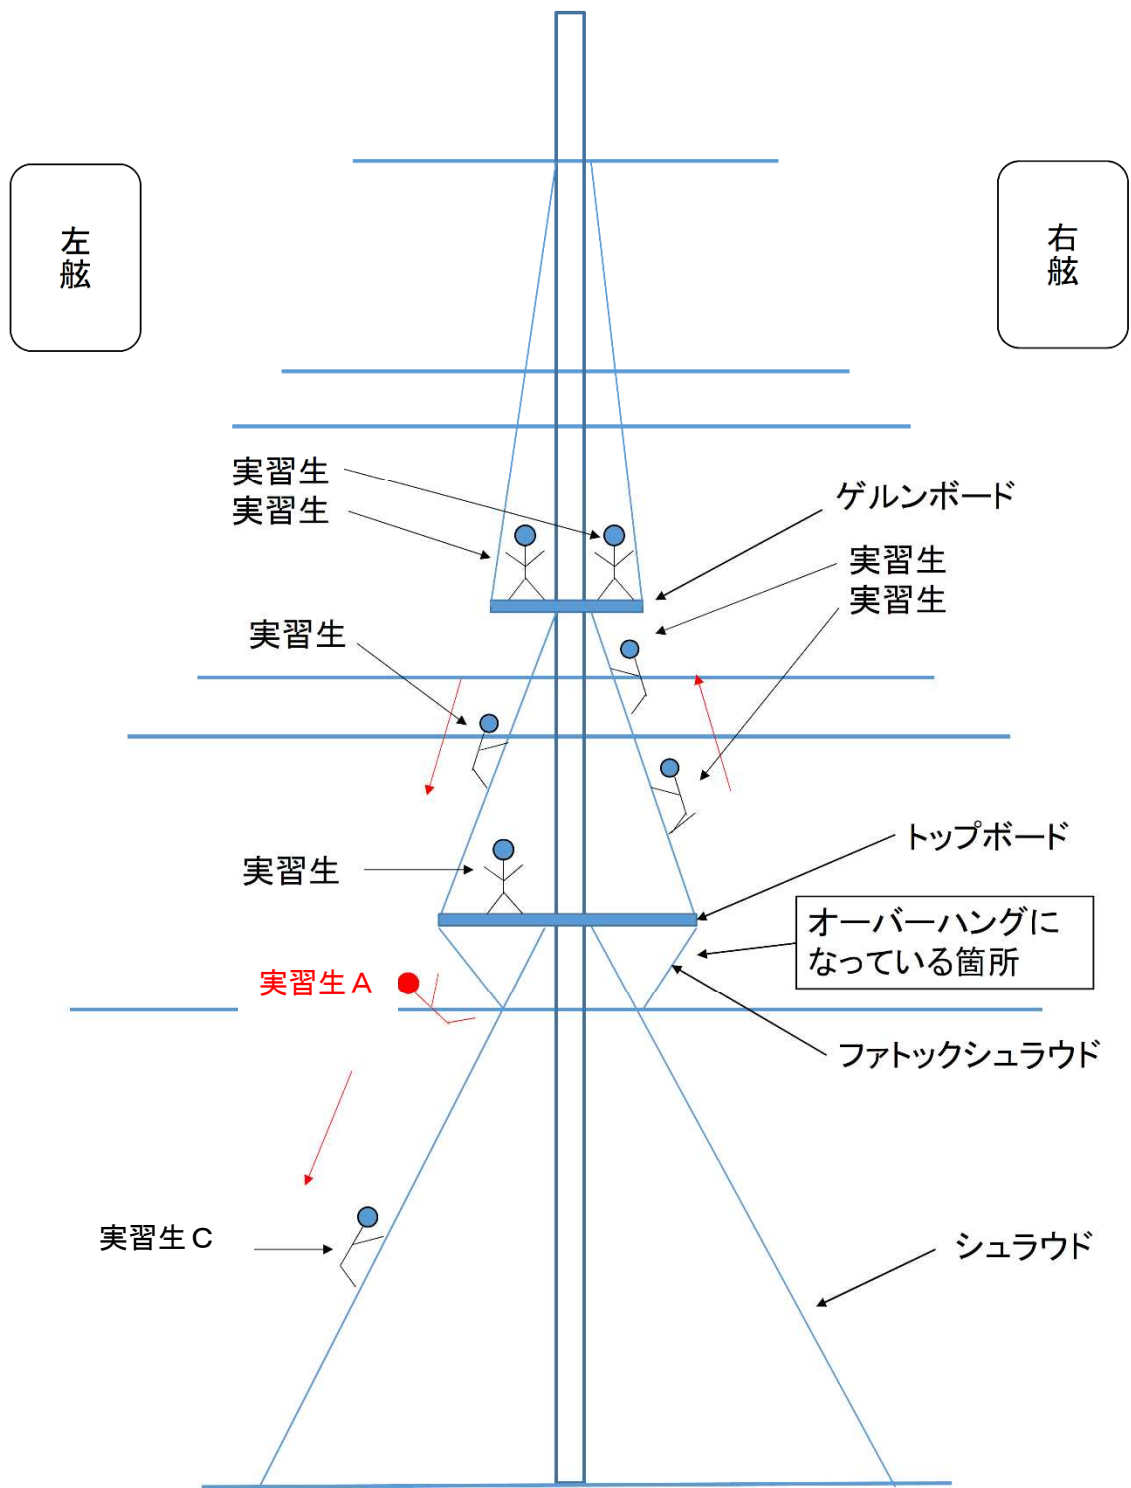 左舷
右舷
実習生
実習生
ゲルンボード
実習生
実習生
実習生
トップボード
実習生
オーバーハングに
なっている箇所
実習生A
ファトックシュラウド
実習生C
シュラウド